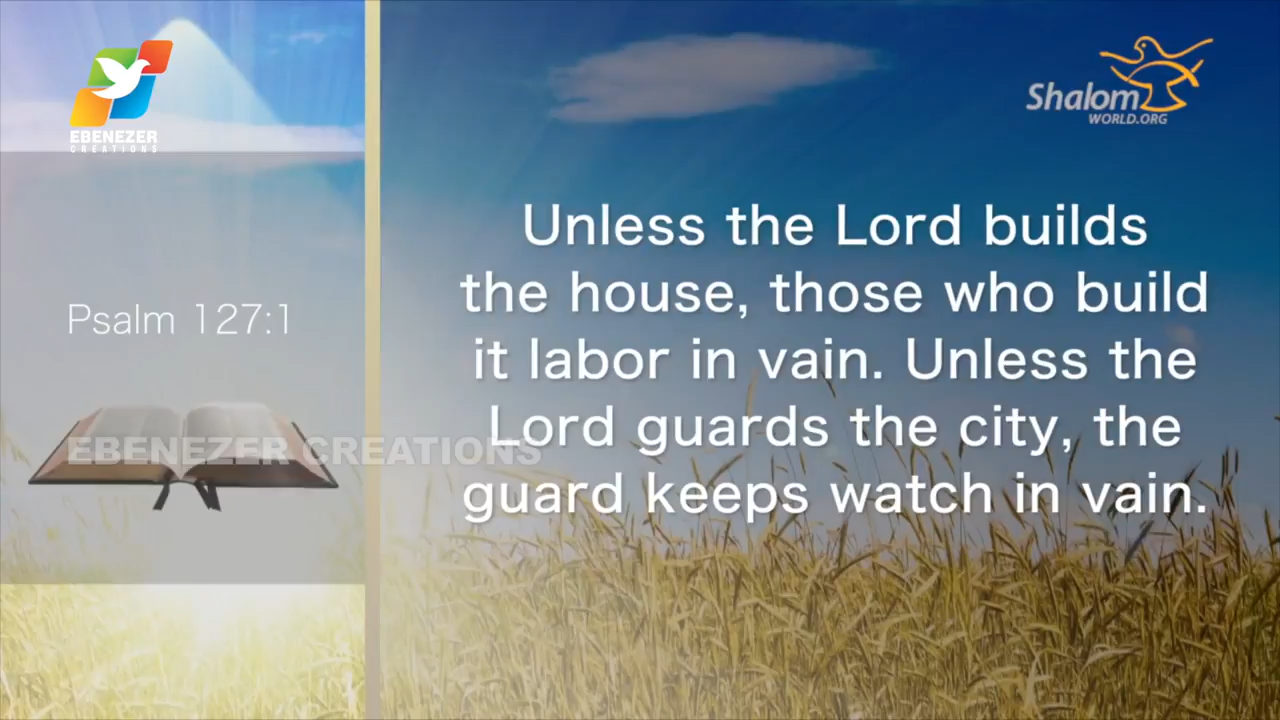 EBENEZER
CREATIONS
Shalom
WORLD.ORG
Psalm 127:1
Unless the Lord builds
the house, those who build
it labor in vain. Unless the
Lord guards the city, the
guard keeps watch in vain.
EBENEZER CREATIONS